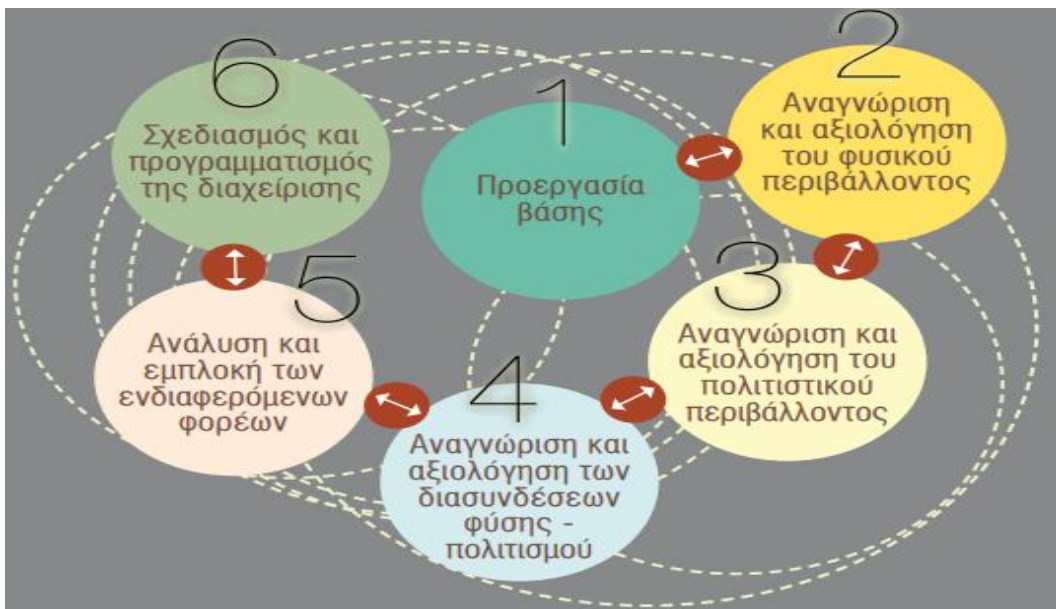 1
Προεργασία
βάσης
2
Αναγνώριση
και αξιολόγηση
του φυσικού
περιβάλλοντος
3
Αναγνώριση και
αξιολόγηση του
πολιτιστικού
περιβάλλοντος
4
Αναγνώριση και
αξιολόγηση των
διασυνδέσεων
φύσης -
πολιτισμού
5
Ανάλυση και
εμπλοκή των
ενδιαφερόμενων
φορέων
6
Σχεδιασμός και
προγραμματισμός
της διαχείρισης